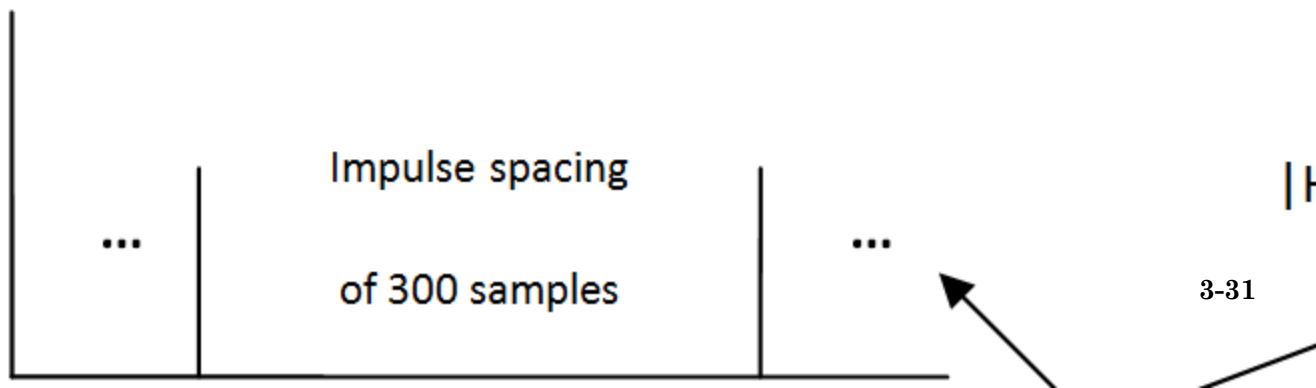 Impulse spacing
|H
... ...
of 300 samples
3-31